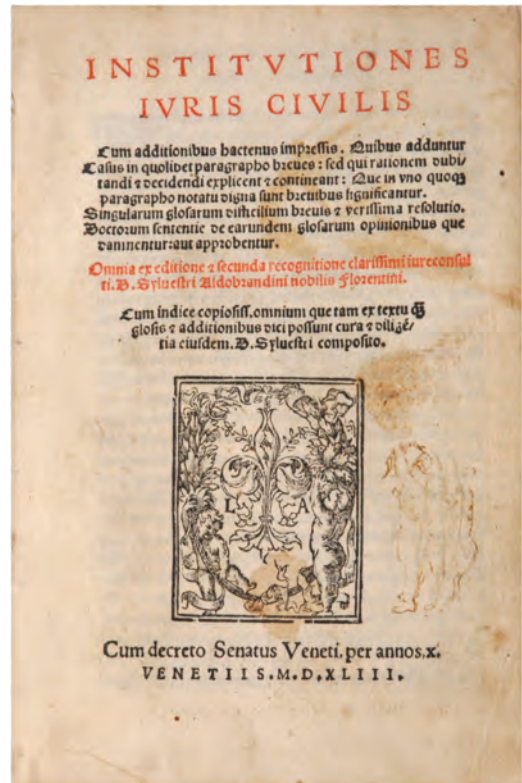 INSTITVTIONES
IVRIS CIVILIS
Cum additionibus hactenus impressis. Quibus adduntur
Casus in quolibet paragrapho breues: sed qui rationem dubi/
tandi ⁊ decidendi explicent ⁊ contineant: Que in vno quoqꝫ
paragrapho notatu digna sunt breuibus significantur.
Singularum glosarum difficilium breuis ⁊ verissima resolutio.
Doctorum sententie de earundem glosarum opinionibus que
damnentur: aut approbentur.
Omnia ex editione ⁊ secunda recognitione clarissimi iureconsul
ti. D. Syluestri Aldobrandini nobilis Florentini.
Cum indice copiosiss. omnium que tam ex textu qꝫ̃
glosis ⁊ additionibus dici possunt cura ⁊ diligē/
tia eiusdem. D. Syluestri composito.
L A
Cum decreto Senatus Veneti, per annos, x.
VENETIIS. M. D. XLIII.